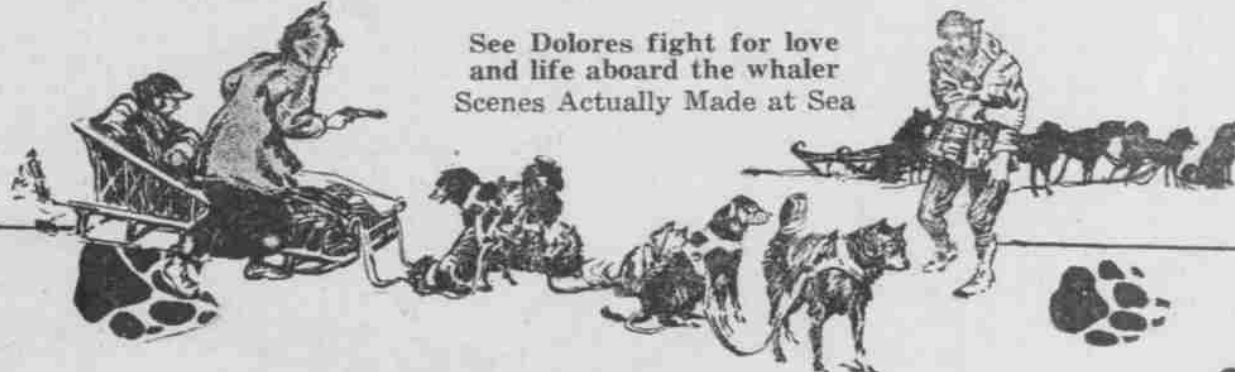 See Dolores fight for love
and life aboard the whaler
Scenes Actually Made at Sea